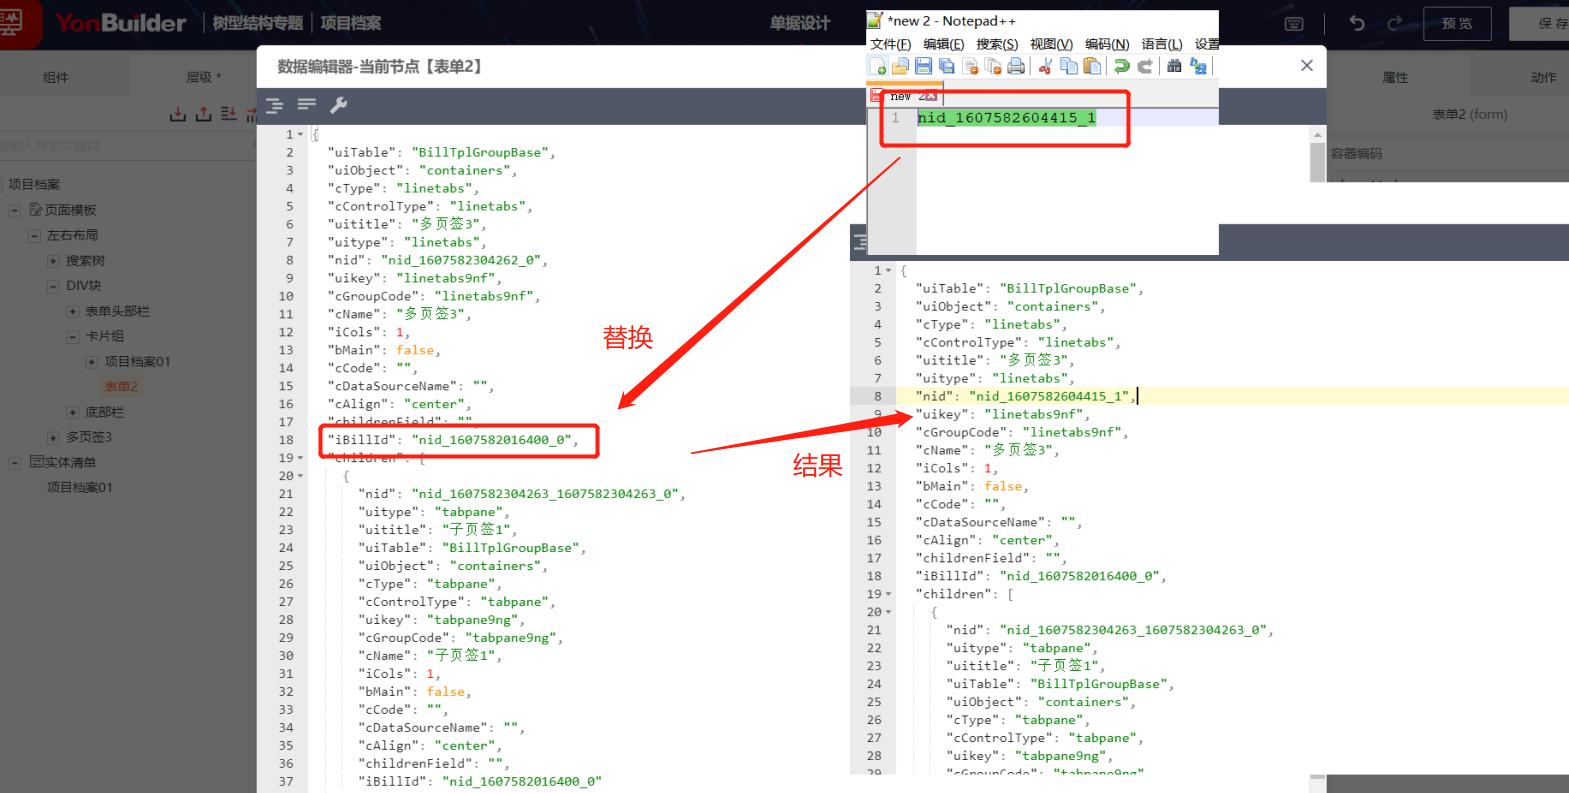 YonBuilder
树型结构专题
项目档案
单据设计
预 览
保 存
组件
层级 *
属性
动作
请输入搜索关键词
项目档案
页面模板
左右布局
搜索树
DIV块
表单头部栏
卡片组
项目档案01
表单2
底部栏
多页签3
实体清单
项目档案01
表单2 (form)
容器编码
数据编辑器-当前节点【表单2】
1 {
2 "uiTable": "BillTplGroupBase",
3 "uiObject": "containers",
4 "cType": "linetabs",
5 "cControlType": "linetabs",
6 "uititle": "多页签3",
7 "uitype": "linetabs",
8 "nid": "nid_1607582304262_0",
9 "uikey": "linetabs9nf",
10 "cGroupCode": "linetabs9nf",
11 "cName": "多页签3",
12 "iCols": 1,
13 "bMain": false,
14 "cCode": "",
15 "cDataSourceName": "",
16 "cAlign": "center",
17 "childrenField": "",
18 "iBillId": "nid_1607582016400_0",
19 "children": [
20 {
21 "nid": "nid_1607582304263_1607582304263_0",
22 "uitype": "tabpane",
23 "uititle": "子页签1",
24 "uiTable": "BillTplGroupBase",
25 "uiObject": "containers",
26 "cType": "tabpane",
27 "cControlType": "tabpane",
28 "uikey": "tabpane9ng",
29 "cGroupCode": "tabpane9ng",
30 "cName": "子页签1",
31 "iCols": 1,
32 "bMain": false,
33 "cCode": "",
34 "cDataSourceName": "",
35 "cAlign": "center",
36 "childrenField": "",
37 "iBillId": "nid_1607582016400_0"
替换
结果
*new 2 - Notepad++
文件(F) 编辑(E) 搜索(S) 视图(V) 编码(N) 语言(L) 设置
new 2
1 nid_1607582604415_1
1 {
2 "uiTable": "BillTplGroupBase",
3 "uiObject": "containers",
4 "cType": "linetabs",
5 "cControlType": "linetabs",
6 "uititle": "多页签3",
7 "uitype": "linetabs",
8 "nid": "nid_1607582604415_1",
9 "uikey": "linetabs9nf",
10 "cGroupCode": "linetabs9nf",
11 "cName": "多页签3",
12 "iCols": 1,
13 "bMain": false,
14 "cCode": "",
15 "cDataSourceName": "",
16 "cAlign": "center",
17 "childrenField": "",
18 "iBillId": "nid_1607582016400_0",
19 "children": [
20 {
21 "nid": "nid_1607582304263_1607582304263_0",
22 "uitype": "tabpane",
23 "uititle": "子页签1",
24 "uiTable": "BillTplGroupBase",
25 "uiObject": "containers",
26 "cType": "tabpane",
27 "cControlType": "tabpane",
28 "uikey": "tabpane9ng",
29 "cGroupCode": "tabpane9ng",